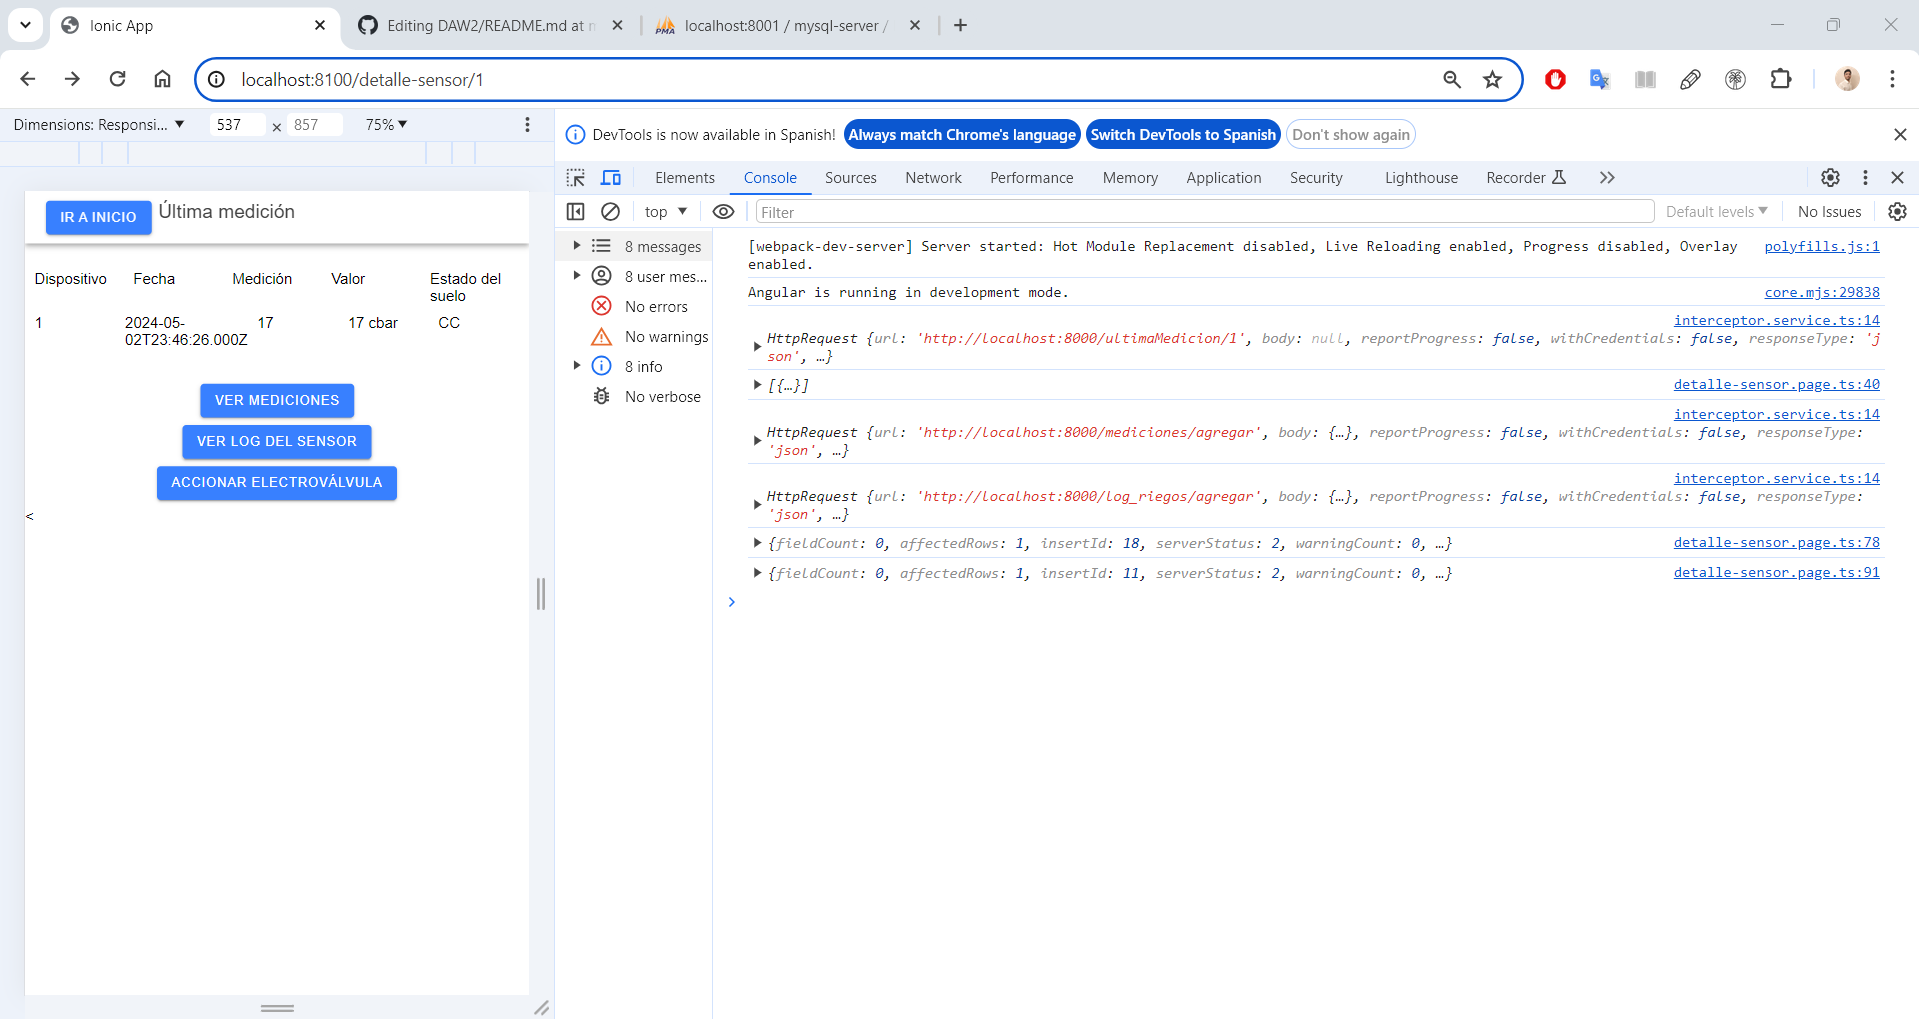 Ionic App
Editing DAW2/README.md at m
localhost:8001 / mysql-server /
localhost:8100/detalle-sensor/1
Dimensions: Responsi... 537 × 857 75%
DevTools is now available in Spanish! Always match Chrome's language Switch DevTools to Spanish Don't show again
Elements Console Sources Network Performance Memory Application Security Lighthouse Recorder
top Filter Default levels No Issues
IR A INICIO Última medición
Dispositivo Fecha Medición Valor Estado del
suelo
1 2024-05- 17 17 cbar CC
02T23:46:26.000Z
VER MEDICIONES
VER LOG DEL SENSOR
ACCIONAR ELECTROVÁLVULA
<
8 messages
8 user mes...
No errors
No warnings
8 info
No verbose
[webpack-dev-server] Server started: Hot Module Replacement disabled, Live Reloading enabled, Progress disabled, Overlay polyfills.js:1
enabled.
Angular is running in development mode. core.mjs:29838
interceptor.service.ts:14
HttpRequest {url: 'http://localhost:8000/ultimaMedicion/1', body: null, reportProgress: false, withCredentials: false, responseType: 'j
son', …}
[{…}] detalle-sensor.page.ts:40
interceptor.service.ts:14
HttpRequest {url: 'http://localhost:8000/mediciones/agregar', body: {…}, reportProgress: false, withCredentials: false, responseType:
'json', …}
interceptor.service.ts:14
HttpRequest {url: 'http://localhost:8000/log_riegos/agregar', body: {…}, reportProgress: false, withCredentials: false, responseType:
'json', …}
{fieldCount: 0, affectedRows: 1, insertId: 18, serverStatus: 2, warningCount: 0, …} detalle-sensor.page.ts:78
{fieldCount: 0, affectedRows: 1, insertId: 11, serverStatus: 2, warningCount: 0, …} detalle-sensor.page.ts:91